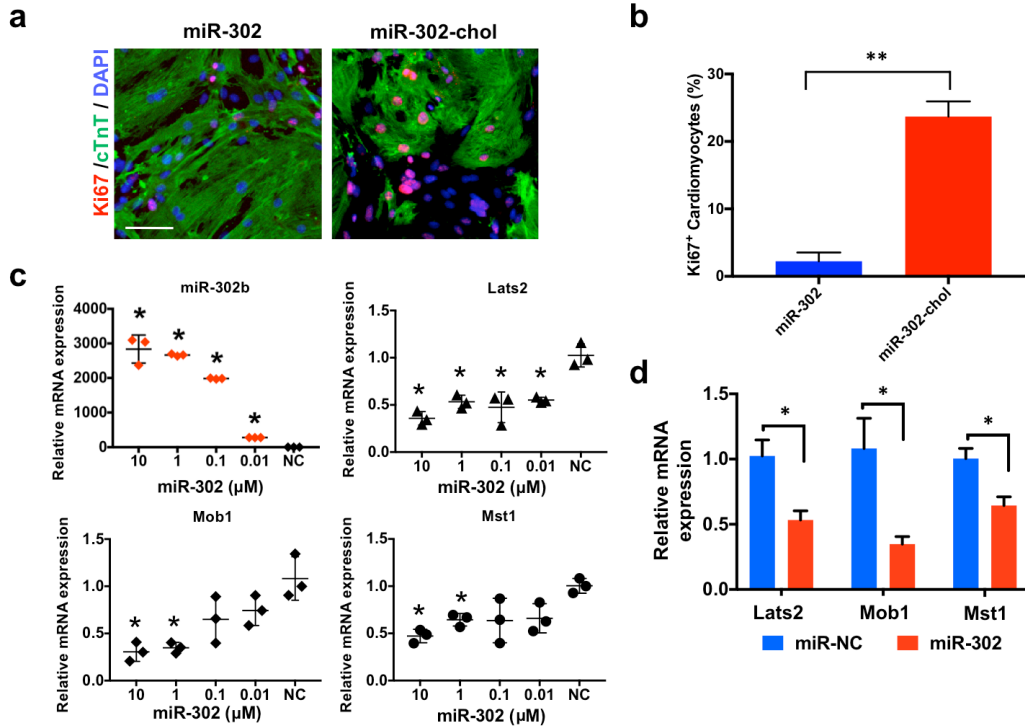 a
miR-302
miR-302-chol
Ki67 /cTnT / DAPI
b
Ki67+ Cardiomyocytes (%)
30
20
10
0
**
miR-302
miR-302-chol
c
miR-302b
Relative mRNA expression
4000
3000
2000
1000
0
* * * *
10 1 0.1 0.01 NC
miR-302 (µM)
Lats2
Relative mRNA expression
1.5
1.0
0.5
0.0
* * * *
10 1 0.1 0.01 NC
miR-302 (µM)
Mob1
Relative mRNA expression
1.5
1.0
0.5
0.0
* *
10 1 0.1 0.01 NC
miR-302 (µM)
Mst1
Relative mRNA expression
1.5
1.0
0.5
0.0
* *
10 1 0.1 0.01 NC
miR-302 (µM)
d
Relative mRNA
expression
1.5
1.0
0.5
0.0
* * *
Lats2 Mob1 Mst1
miR-NC miR-302